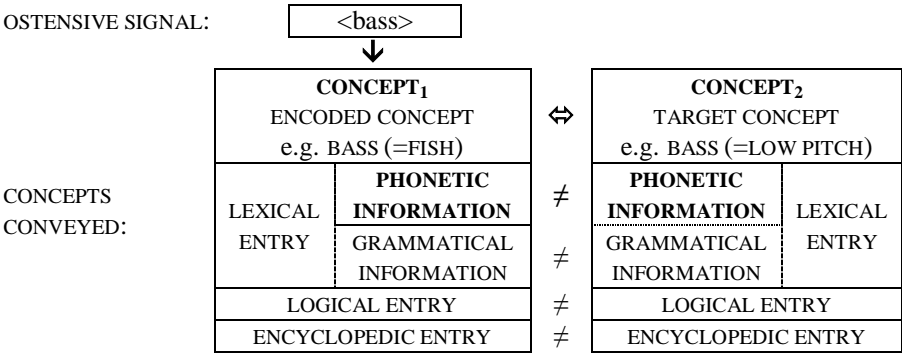 OSTENSIVE SIGNAL: <bass>
🡻
CONCEPT₁ CONCEPT₂
ENCODED CONCEPT ⇔ TARGET CONCEPT
e.g. BASS (=FISH) e.g. BASS (=LOW PITCH)
CONCEPTS CONVEYED:
LEXICAL ENTRY
PHONETIC INFORMATION ≠ PHONETIC INFORMATION
LEXICAL ENTRY
GRAMMATICAL INFORMATION ≠ GRAMMATICAL INFORMATION
LOGICAL ENTRY ≠ LOGICAL ENTRY
ENCYCLOPEDIC ENTRY ≠ ENCYCLOPEDIC ENTRY